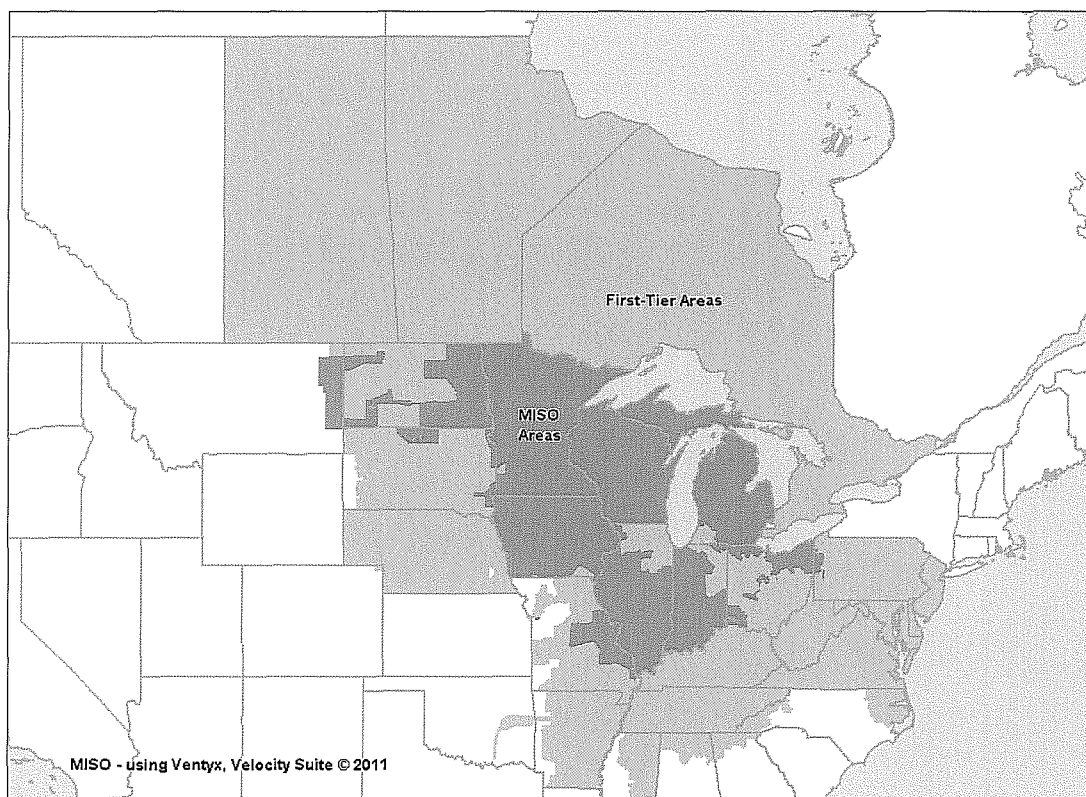 First-Tier Areas
MISO
Areas
MISO - using Ventyx, Velocity Suite © 2011